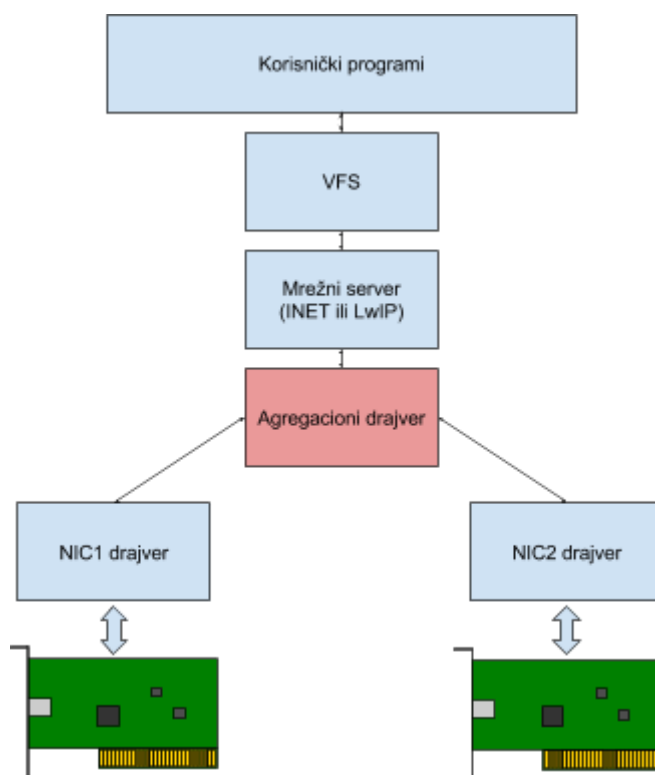 Korisnički programi
VFS
Mrežni server
(INET ili LwIP)
Agregacioni drajver
NIC1 drajver
NIC2 drajver